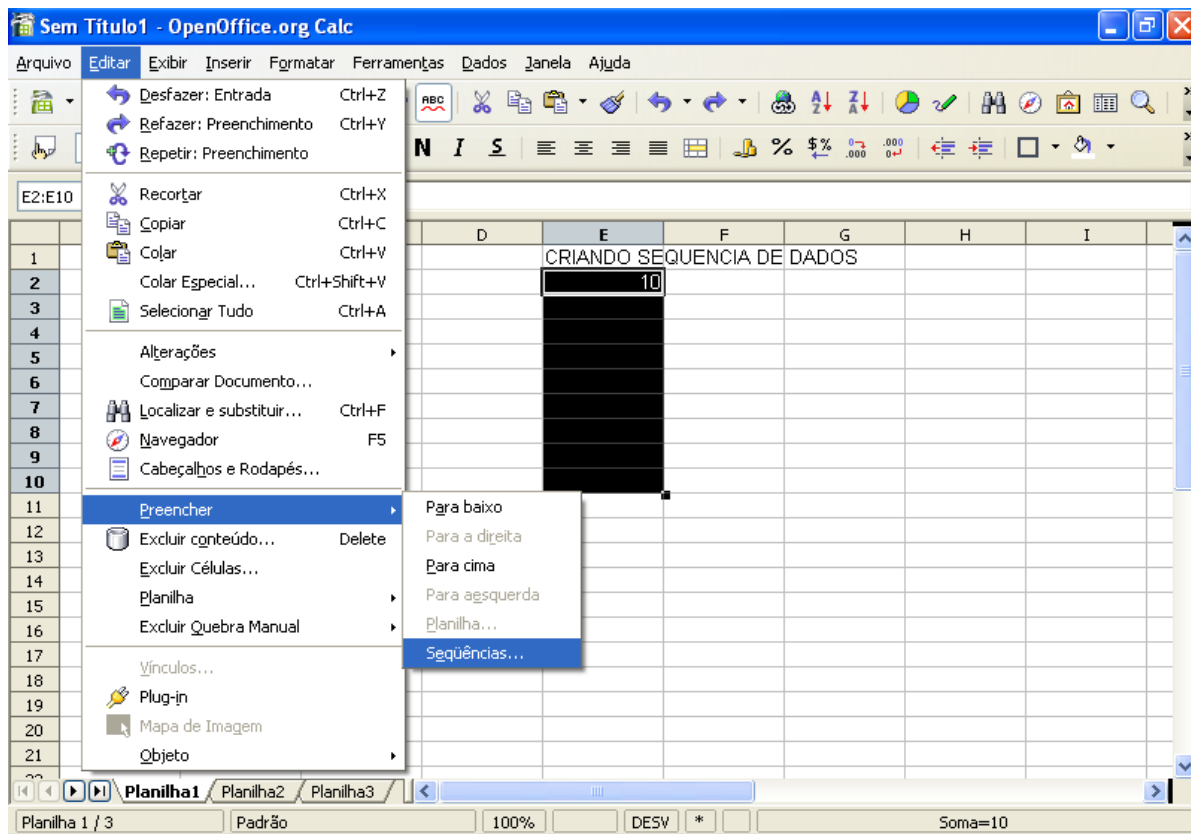 Sem Título1 - OpenOffice.org Calc
Arquivo Editar Exibir Inserir Formatar Ferramentas Dados Janela Ajuda
Desfazer: Entrada Ctrl+Z
Refazer: Preenchimento Ctrl+Y
Repetir: Preenchimento
Recortar Ctrl+X
Copiar Ctrl+C
Colar Ctrl+V
Colar Especial... Ctrl+Shift+V
Selecionar Tudo Ctrl+A
Alterações
Comparar Documento...
Localizar e substituir... Ctrl+F
Navegador F5
Cabeçalhos e Rodapés...
Preencher
Excluir conteúdo... Delete
Excluir Células...
Planilha
Excluir Quebra Manual
Vínculos...
Plug-in
Mapa de Imagem
Objeto
Para baixo
Para a direita
Para cima
Para aesquerda
Planilha...
Seqüências...
ABC
N I S
E2:E10
D E F G H I
1 CRIANDO SEQUENCIA DE DADOS
2 10
3
4
5
6
7
8
9
10
11
12
13
14
15
16
17
18
19
20
21
Planilha1 Planilha2 Planilha3
Planilha 1 / 3 Padrão 100% DESV * Soma=10